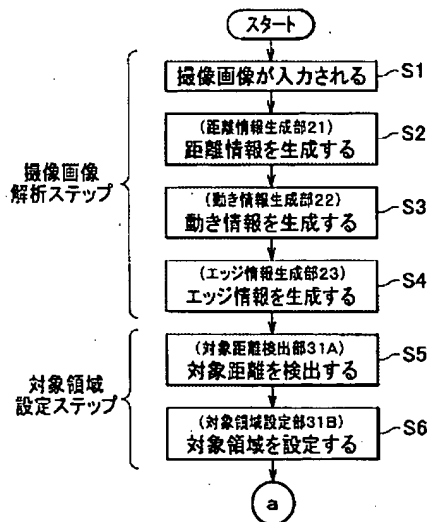 スタート
撮像画像が入力される
S1
(距離情報生成部21)
距離情報を生成する
S2
撮像画像
解析ステップ
(動き情報生成部22)
動き情報を生成する
S3
(エッジ情報生成部23)
エッジ情報を生成する
S4
(対象距離検出部31A)
対象距離を検出する
S5
対象領域
設定ステップ
(対象領域設定部31B)
対象領域を設定する
S6
a